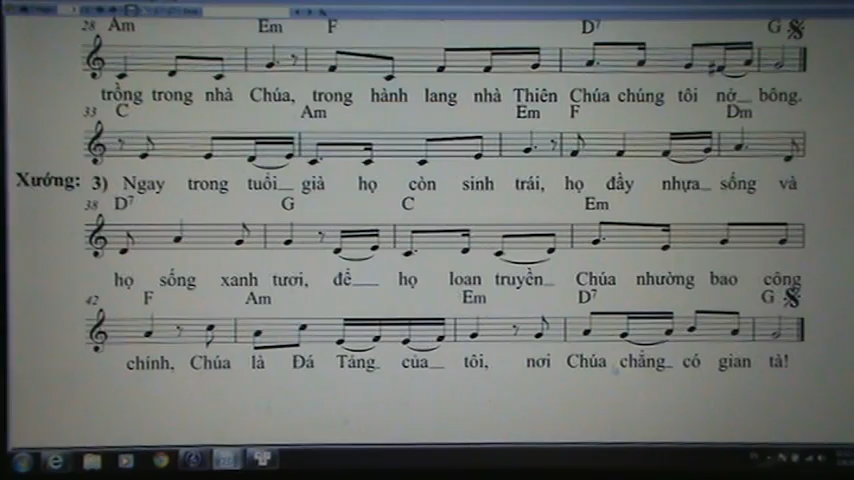 28 Am Em F D7 G
trồng trong nhà Chúa, trong hành lang nhà Thiên Chúa chúng tôi nở bông.
33 C Am Em F Dm
Xướng: 3) Ngay trong tuổi già họ còn sinh trái, họ đầy nhựa sống và
38 D7 G C Em
họ sống xanh tươi, để họ loan truyền Chúa nhường bao công
42 F Am Em D7 G
chính, Chúa là Đá Tảng của tôi, nơi Chúa chẳng có gian tà!